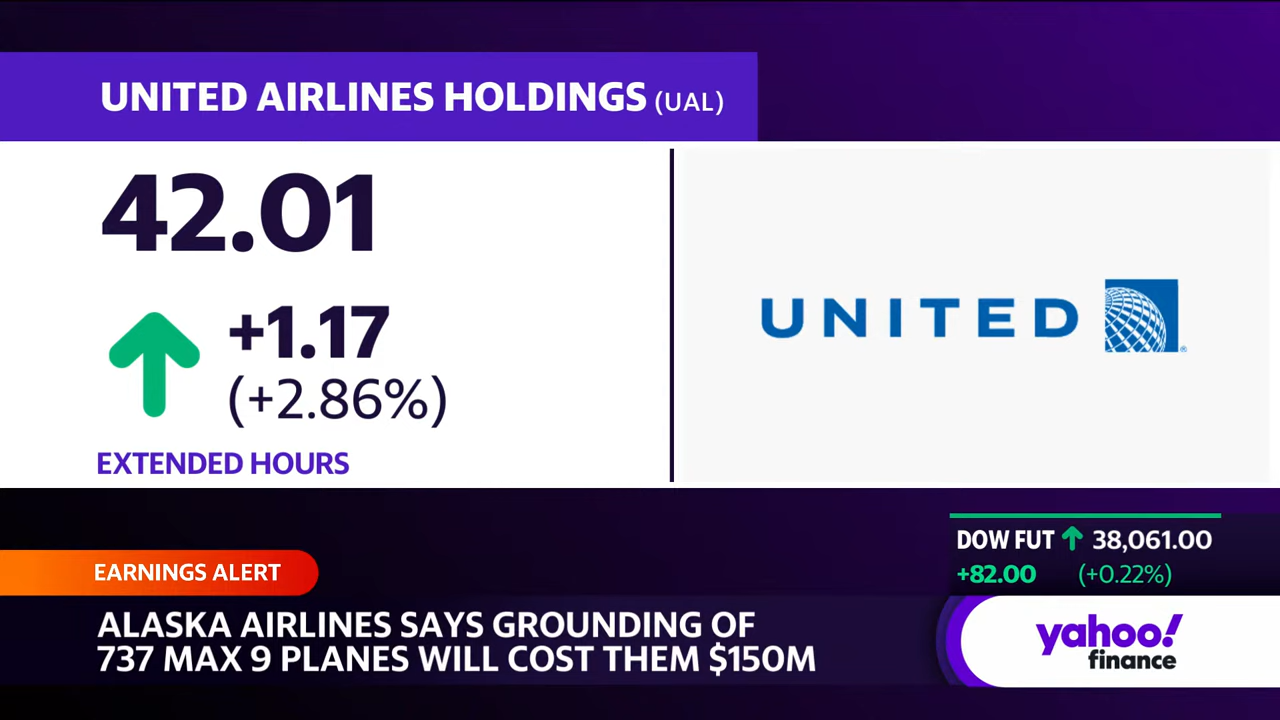 UNITED AIRLINES HOLDINGS (UAL)
42.01
+1.17
(+2.86%)
EXTENDED HOURS
UNITED
®
DOW FUT 38,061.00
+82.00 (+0.22%)
EARNINGS ALERT
ALASKA AIRLINES SAYS GROUNDING OF
737 MAX 9 PLANES WILL COST THEM $150M
yahoo!
finance